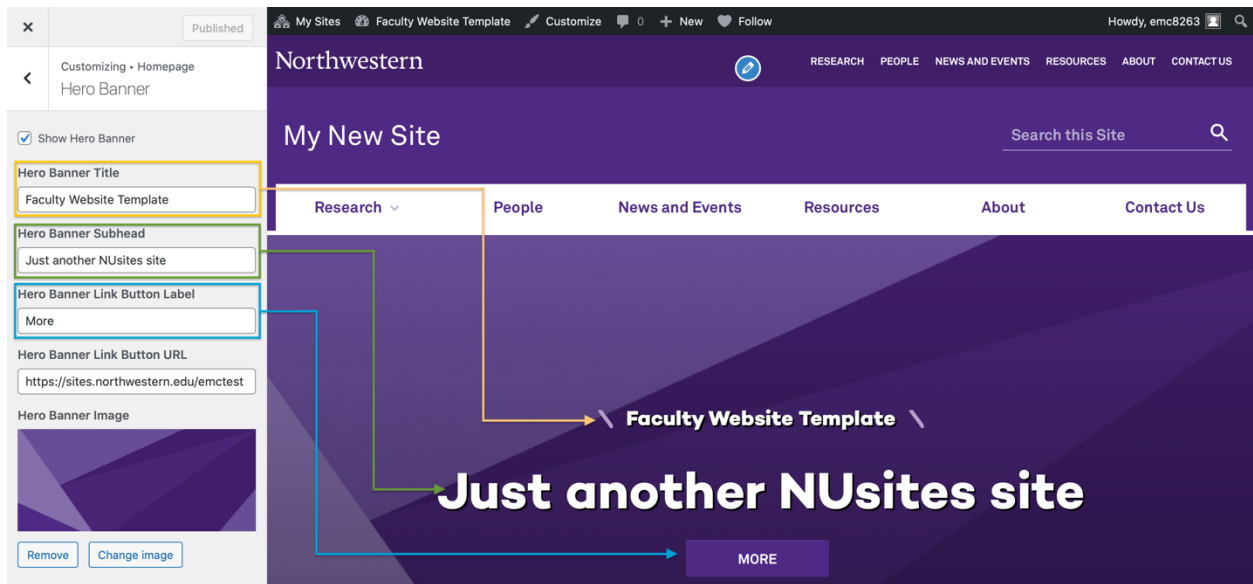 My Sites Faculty Website Template Customize 0 New Follow Howdy, emc8263
Published
Customizing ▸ Homepage
Hero Banner
Show Hero Banner
Hero Banner Title
Faculty Website Template
Hero Banner Subhead
Just another NUsites site
Hero Banner Link Button Label
More
Hero Banner Link Button URL
https://sites.northwestern.edu/emctest
Hero Banner Image
Remove Change image
Northwestern
RESEARCH PEOPLE NEWS AND EVENTS RESOURCES ABOUT CONTACT US
My New Site
Search this Site
Research People News and Events Resources About Contact Us
Faculty Website Template
Just another NUsites site
MORE